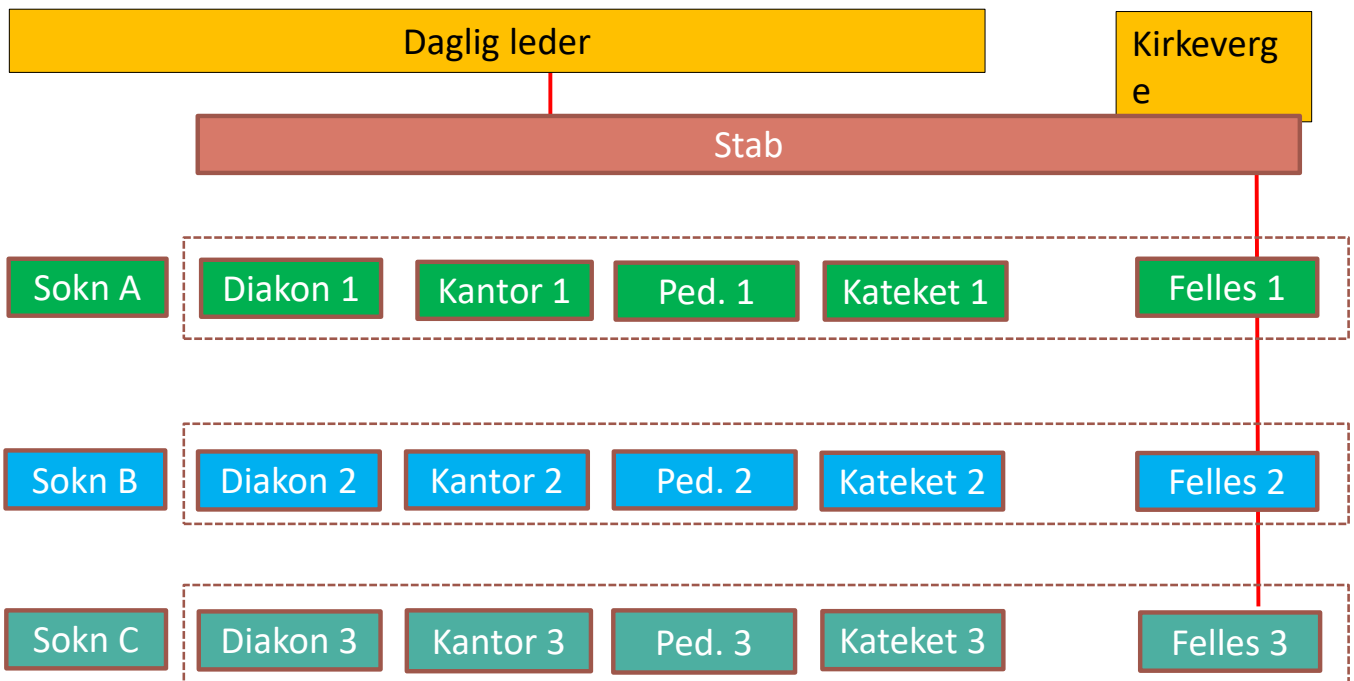 Daglig leder
Kirkeverg
e
Stab
Sokn A
Diakon 1
Kantor 1
Ped. 1
Kateket 1
Felles 1
Sokn B
Diakon 2
Kantor 2
Ped. 2
Kateket 2
Felles 2
Sokn C
Diakon 3
Kantor 3
Ped. 3
Kateket 3
Felles 3